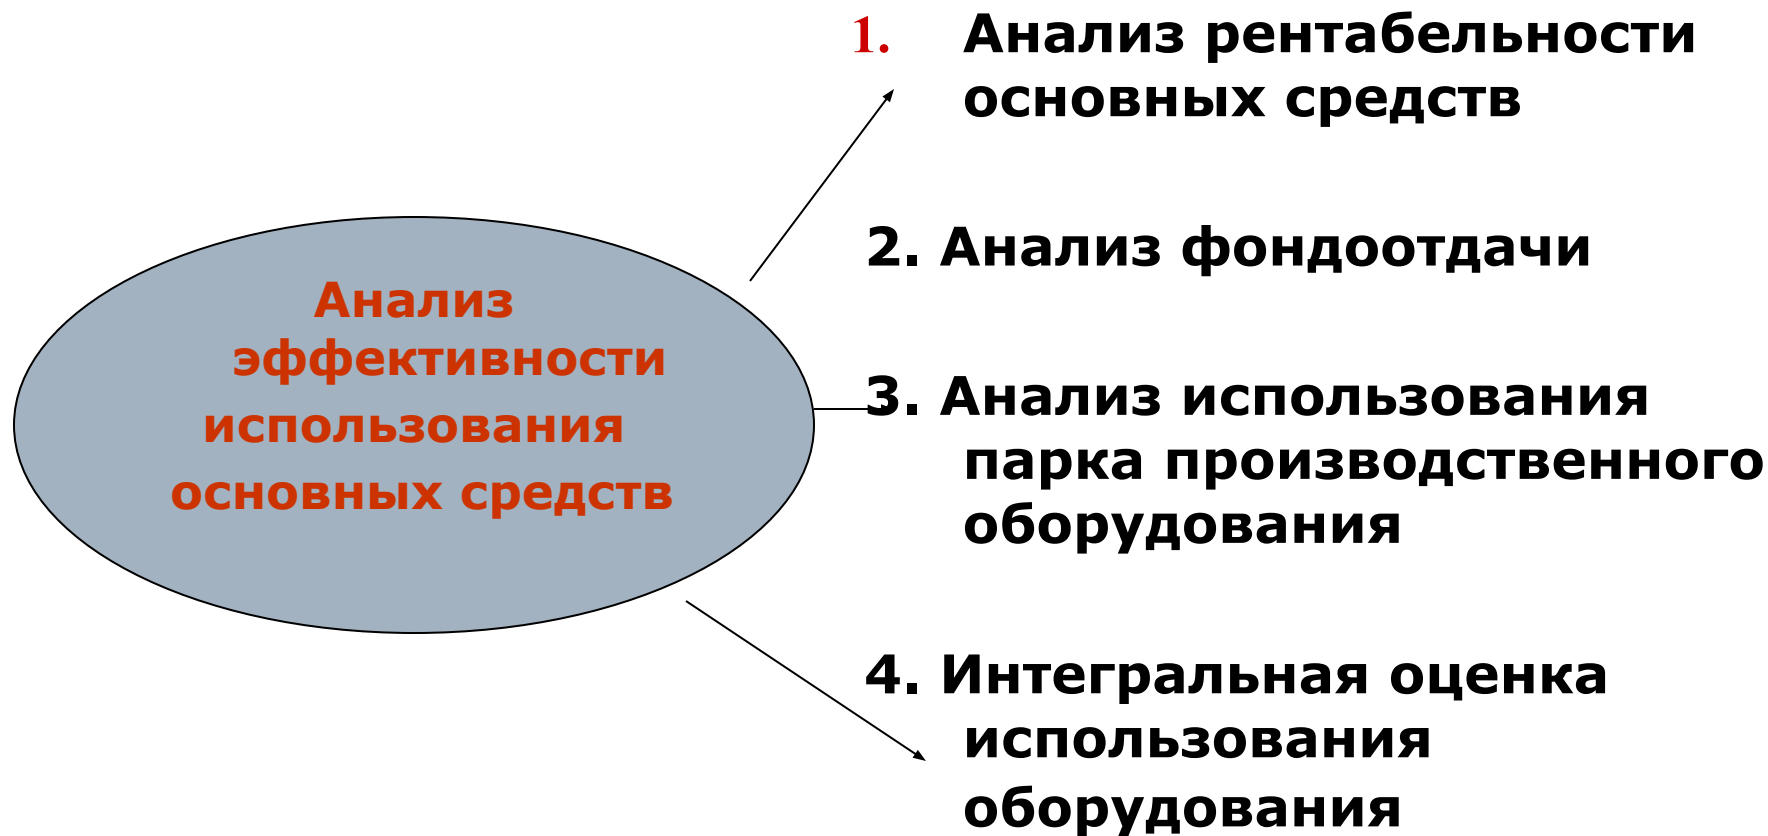 Анализ
эффективности
использования
основных средств
1. Анализ рентабельности
основных средств
2. Анализ фондоотдачи
3. Анализ использования
парка производственного
оборудования
4. Интегральная оценка
использования
оборудования